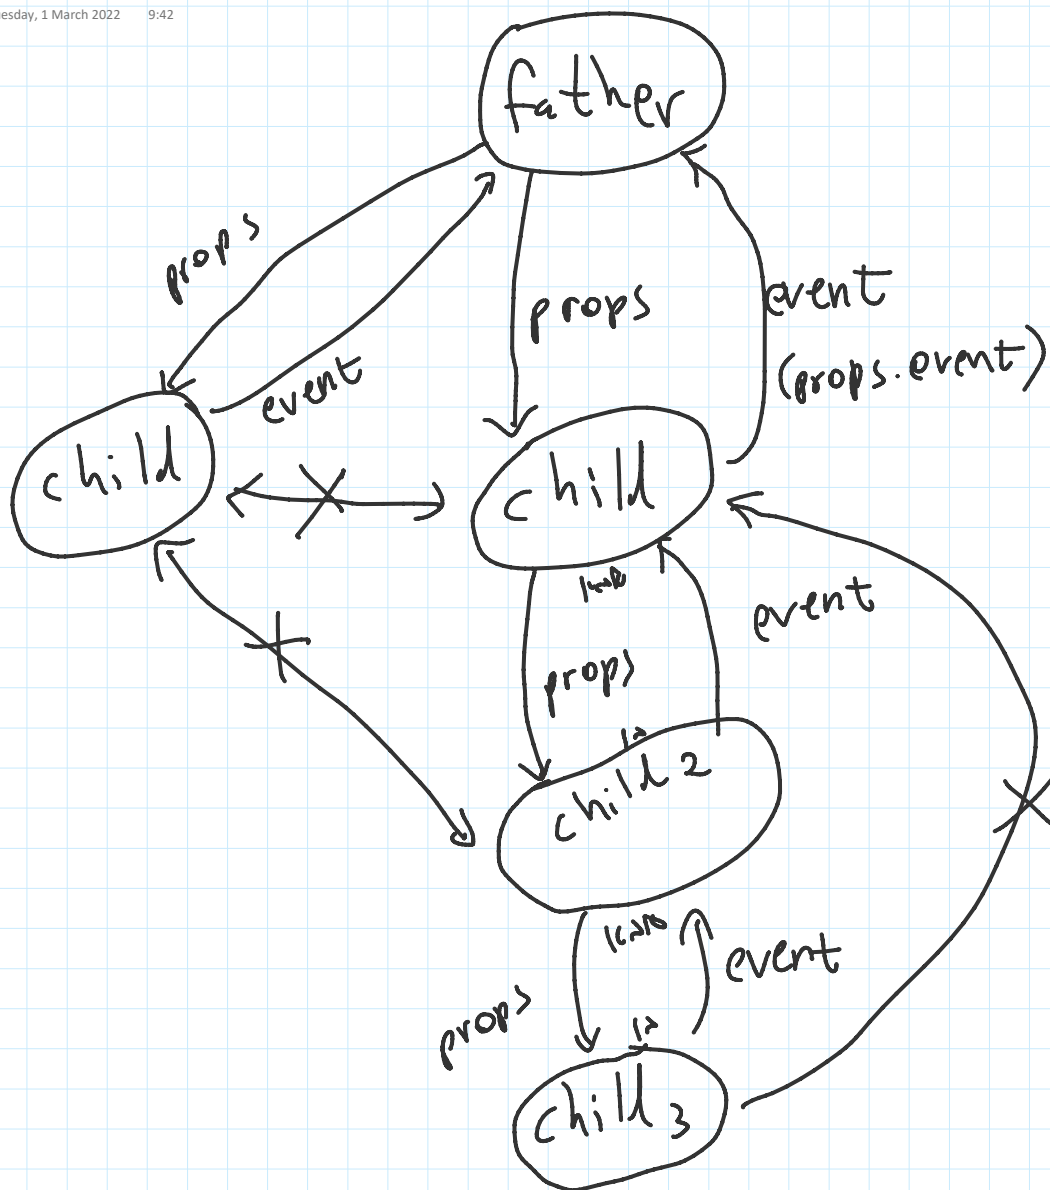 esday, 1 March 2022 9:42
father
props
event
props
event
(props.event)
child
child
props
event
child 2
props
event
child 3